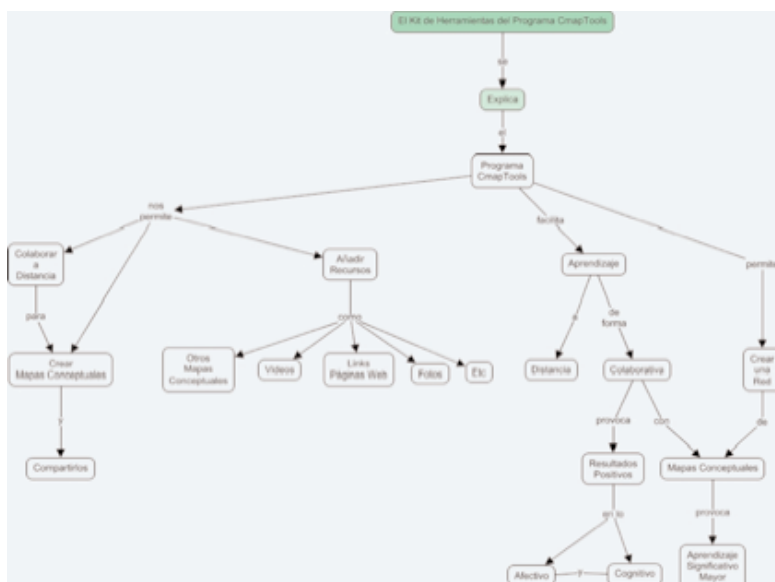 El Kit de Herramientas del Programa CmapTools
se
Explica
el
Programa
CmapTools
nos
permite
facilita
permite
Colaborar
a
Distancia
Añadir
Recursos
Aprendizaje
para
como
a
de
forma
Crear
Mapas Conceptuales
Otros
Mapas
Conceptuales
Videos
Links
Páginas Web
Fotos
Etc
Distancia
Colaborativa
Crear
una
Red
y
provoca
con
de
Compartirlos
Resultados
Positivos
Mapas Conceptuales
en lo
provoca
Afectivo
y
Cognitivo
Aprendizaje
Significativo
Mayor